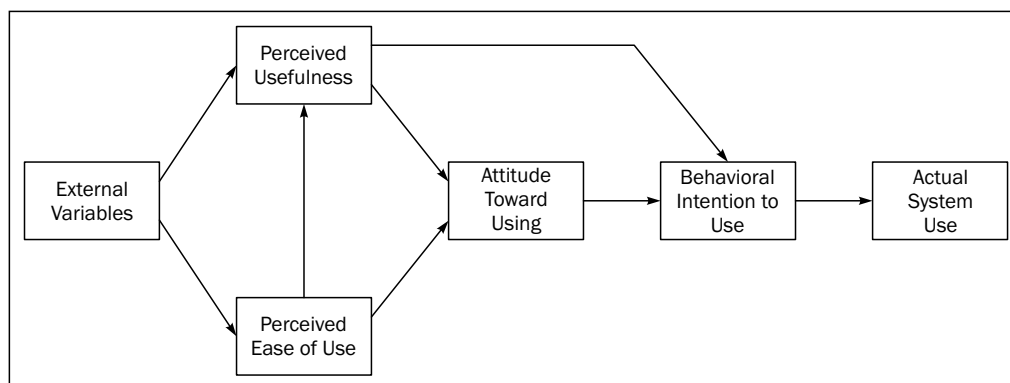 Perceived
Usefulness
External
Variables
Attitude
Toward
Using
Behavioral
Intention to
Use
Actual
System
Use
Perceived
Ease of Use